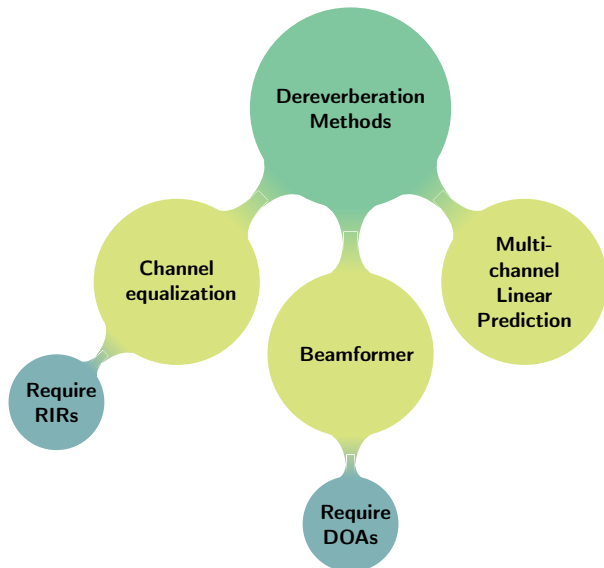 Dereverberation
Methods
Channel
equalization
Multi-
channel
Linear
Prediction
Beamformer
Require
RIRs
Require
DOAs